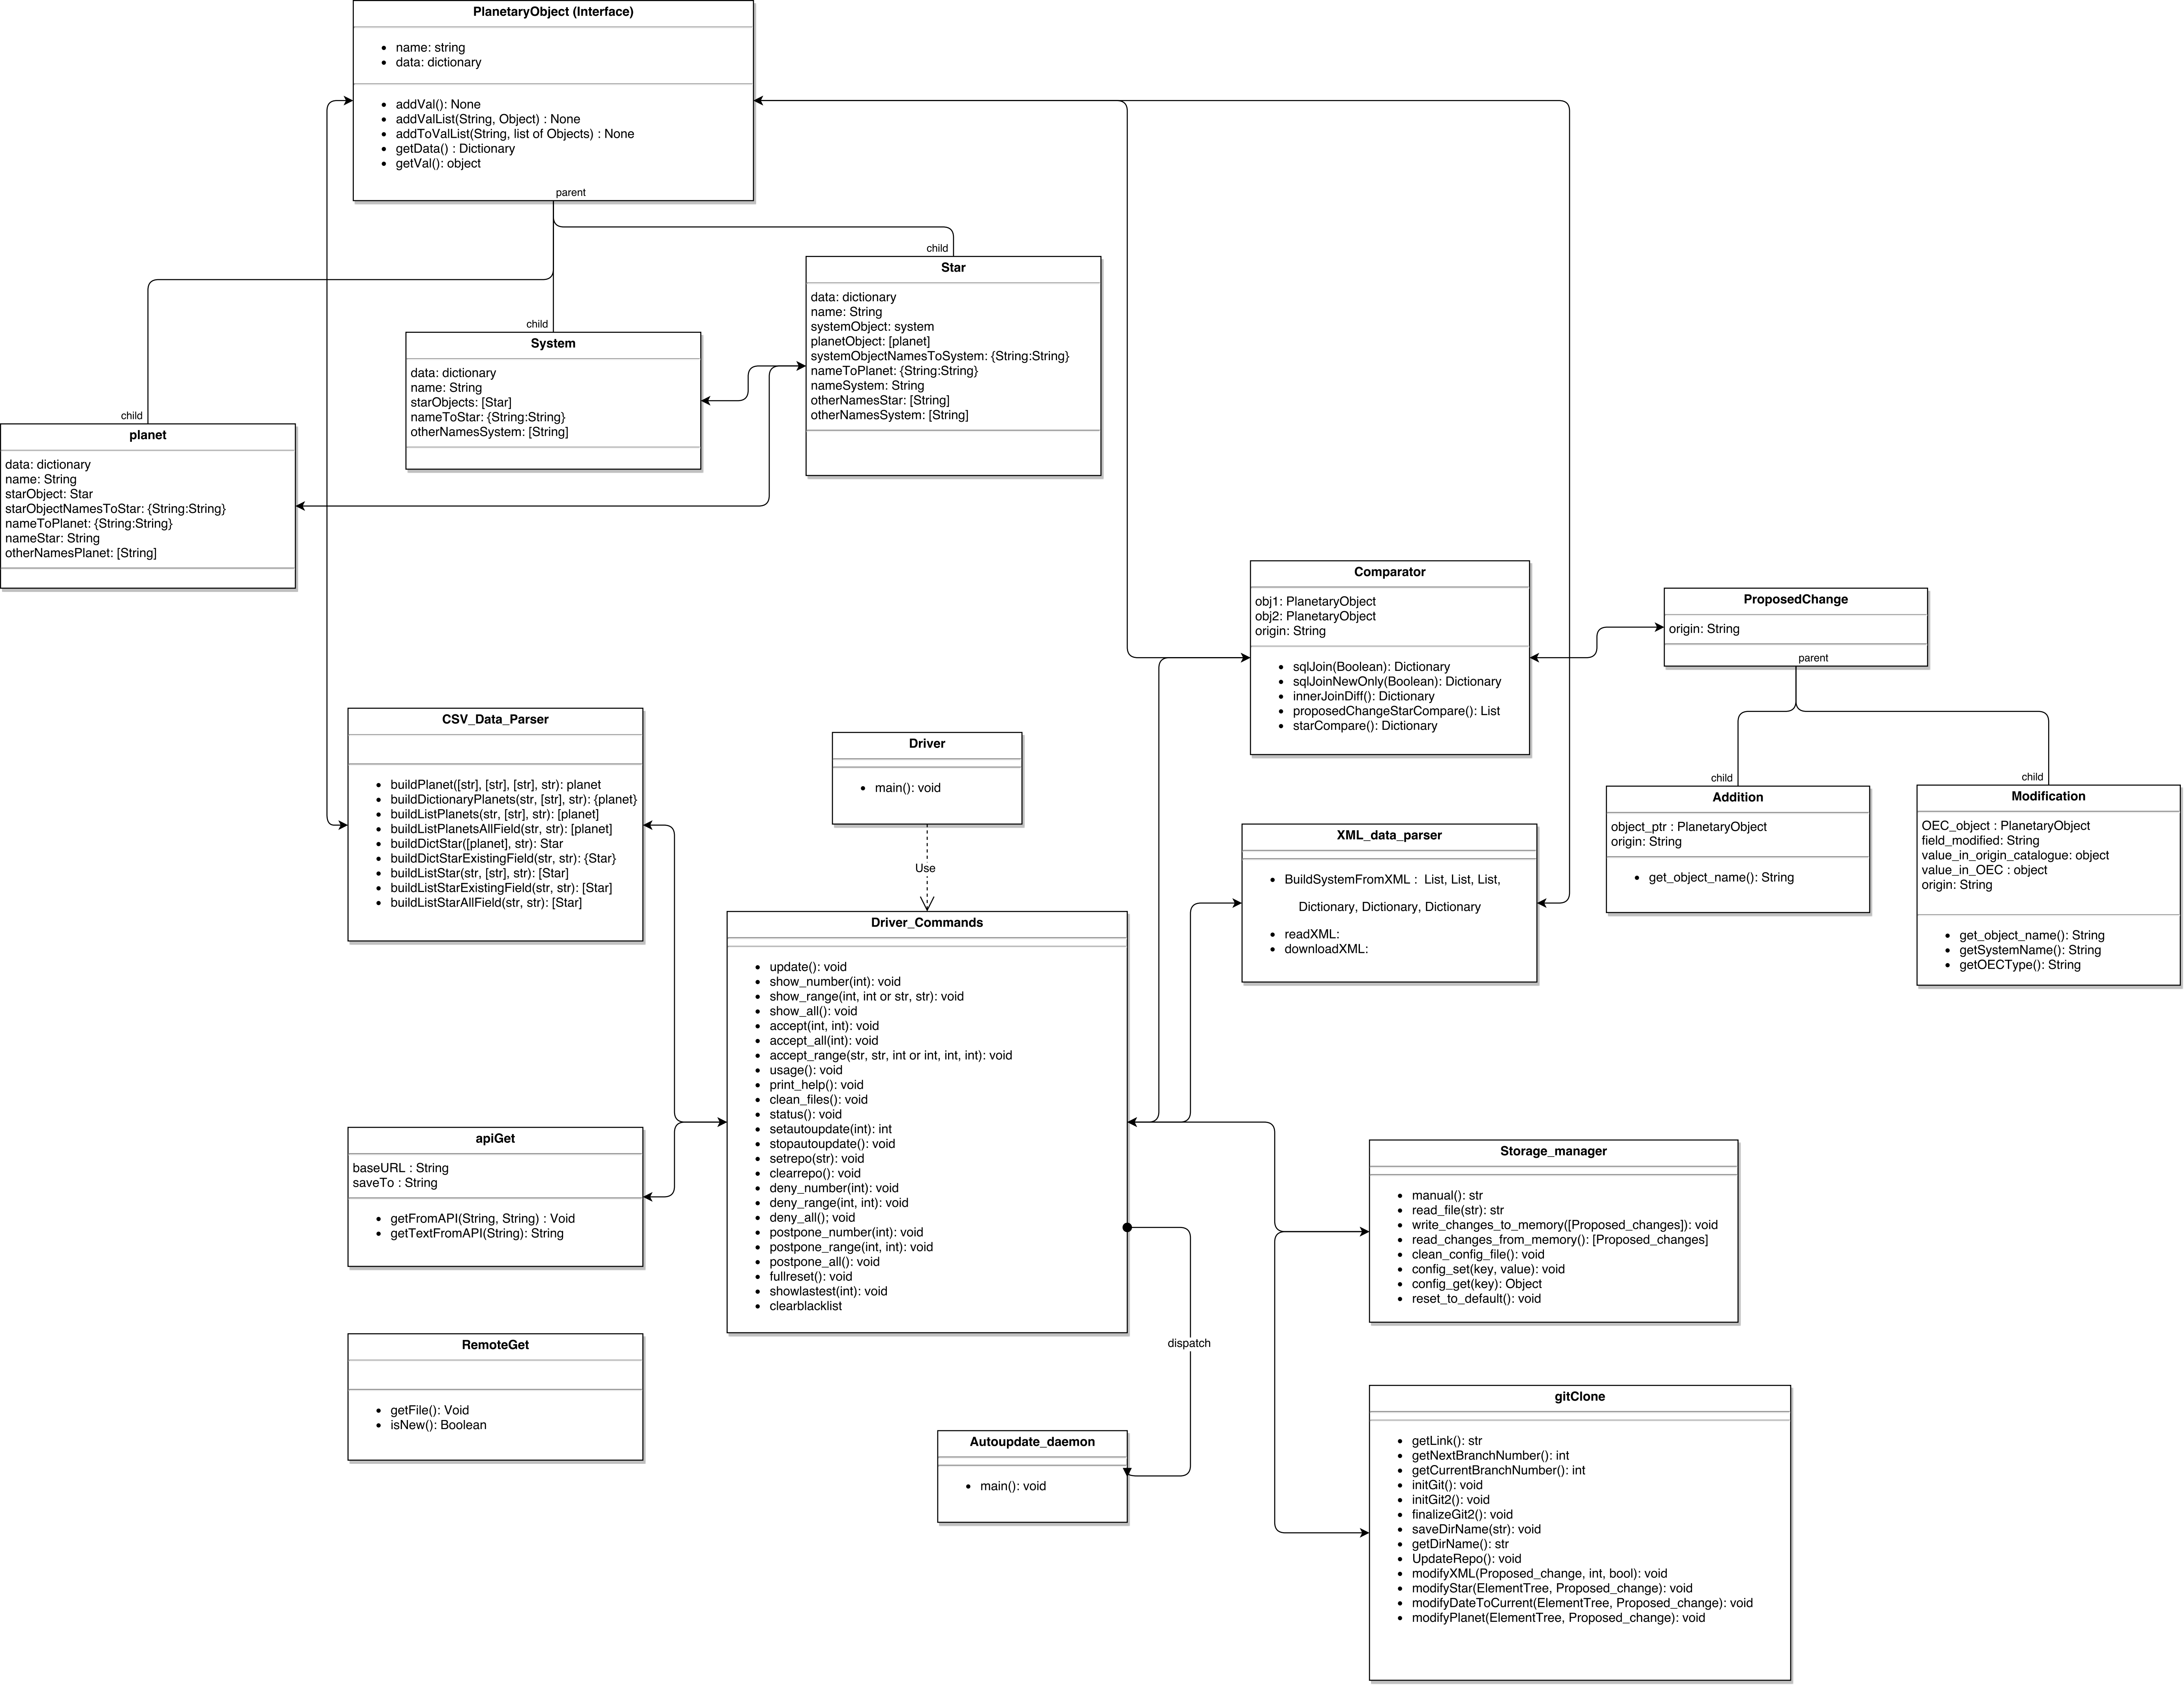 PlanetaryObject (Interface)
name: string
data: dictionary
addVal(): None
addValList(String, Object) : None
addToValList(String, list of Objects) : None
getData() : Dictionary
getVal(): object
parent
child
Star
data: dictionary
name: String
systemObject: system
planetObject: [planet]
systemObjectNamesToSystem: {String:String}
nameToPlanet: {String:String}
nameSystem: String
otherNamesStar: [String]
otherNamesSystem: [String]
child
System
data: dictionary
name: String
starObjects: [Star]
nameToStar: {String:String}
otherNamesSystem: [String]
child
planet
data: dictionary
name: String
starObject: Star
starObjectNamesToStar: {String:String}
nameToPlanet: {String:String}
nameStar: String
otherNamesPlanet: [String]
Comparator
obj1: PlanetaryObject
obj2: PlanetaryObject
origin: String
sqlJoin(Boolean): Dictionary
sqlJoinNewOnly(Boolean): Dictionary
innerJoinDiff(): Dictionary
proposedChangeStarCompare(): List
starCompare(): Dictionary
ProposedChange
origin: String
parent
child
Addition
object_ptr : PlanetaryObject
origin: String
get_object_name(): String
child
Modification
OEC_object : PlanetaryObject
field_modified: String
value_in_origin_catalogue: object
value_in_OEC : object
origin: String
get_object_name(): String
getSystemName(): String
getOECType(): String
CSV_Data_Parser
buildPlanet([str], [str], [str], str): planet
buildDictionaryPlanets(str, [str], str): {planet}
buildListPlanets(str, [str], str): [planet]
buildListPlanetsAllField(str, str): [planet]
buildDictStar([planet], str): Star
buildDictStarExistingField(str, str): {Star}
buildListStar(str, [str], str): [Star]
buildListStarExistingField(str, str): [Star]
buildListStarAllField(str, str): [Star]
Driver
main(): void
Use
XML_data_parser
BuildSystemFromXML : List, List, List,
Dictionary, Dictionary, Dictionary
readXML:
downloadXML:
Driver_Commands
update(): void
show_number(int): void
show_range(int, int or str, str): void
show_all(): void
accept(int, int): void
accept_all(int): void
accept_range(str, str, int or int, int, int): void
usage(): void
print_help(): void
clean_files(): void
status(): void
setautoupdate(int): int
stopautoupdate(): void
setrepo(str): void
clearrepo(): void
deny_number(int): void
deny_range(int, int): void
deny_all(); void
postpone_number(int): void
postpone_range(int, int): void
postpone_all(): void
fullreset(): void
showlastest(int): void
clearblacklist
apiGet
baseURL : String
saveTo : String
getFromAPI(String, String) : Void
getTextFromAPI(String): String
RemoteGet
getFile(): Void
isNew(): Boolean
dispatch
Autoupdate_daemon
main(): void
Storage_manager
manual(): str
read_file(str): str
write_changes_to_memory([Proposed_changes]): void
read_changes_from_memory(): [Proposed_changes]
clean_config_file(): void
config_set(key, value): void
config_get(key): Object
reset_to_default(): void
gitClone
getLink(): str
getNextBranchNumber(): int
getCurrentBranchNumber(): int
initGit(): void
initGit2(): void
finalizeGit2(): void
saveDirName(str): void
getDirName(): str
UpdateRepo(): void
modifyXML(Proposed_change, int, bool): void
modifyStar(ElementTree, Proposed_change): void
modifyDateToCurrent(ElementTree, Proposed_change): void
modifyPlanet(ElementTree, Proposed_change): void